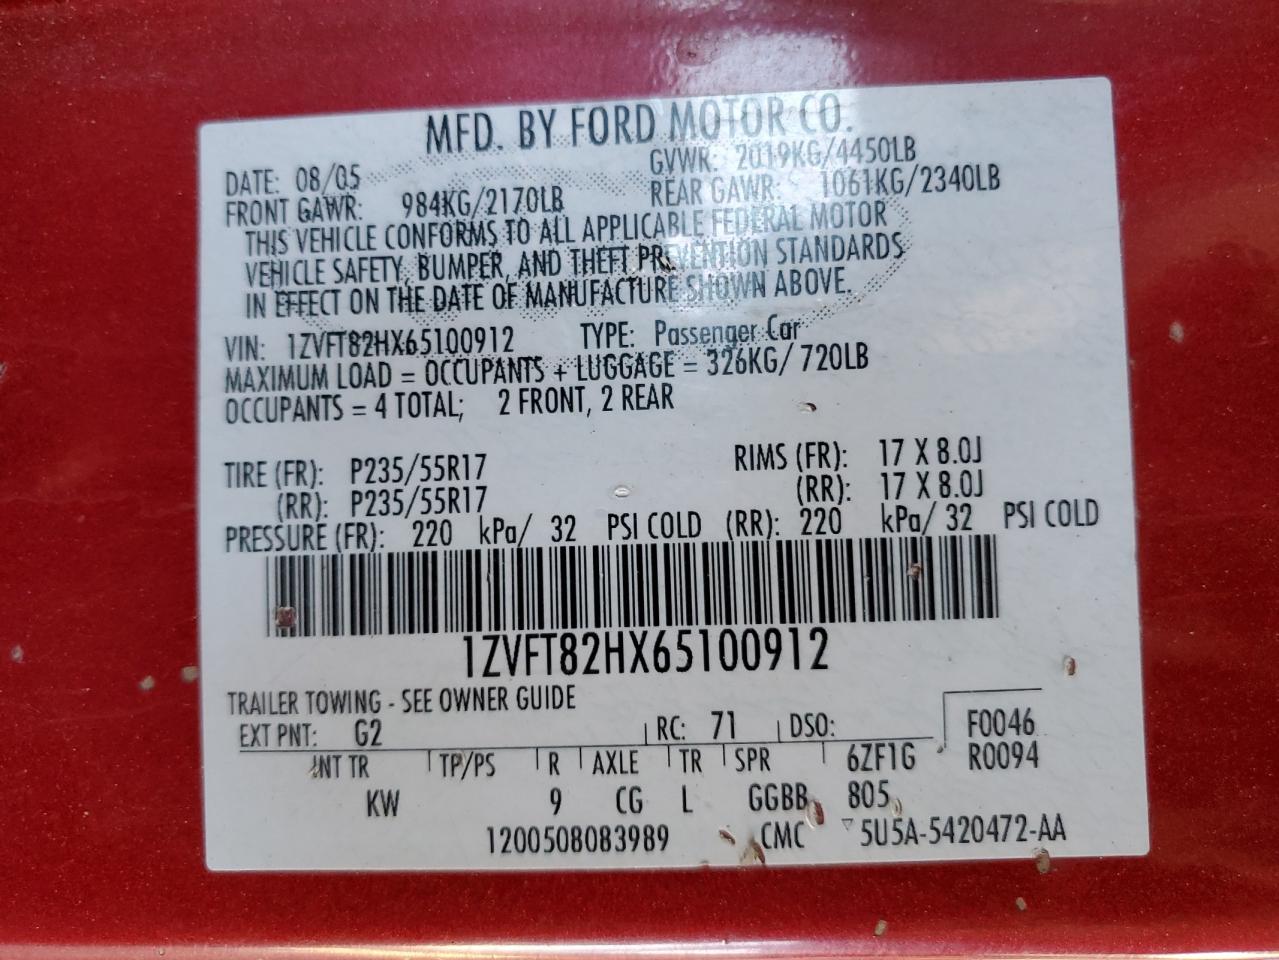 MFD. BY FORD MOTOR CO.
DATE: 08/05 GVWR: 2019KG/4450LB
FRONT GAWR: 984KG/2170LB REAR GAWR: 1061KG/2340LB
THIS VEHICLE CONFORMS TO ALL APPLICABLE FEDERAL MOTOR
VEHICLE SAFETY, BUMPER, AND THEFT PREVENTION STANDARDS
IN EFFECT ON THE DATE OF MANUFACTURE SHOWN ABOVE.
VIN: 1ZVFT82HX65100912 TYPE: Passenger Car
MAXIMUM LOAD = OCCUPANTS + LUGGAGE = 326KG/ 720LB
OCCUPANTS = 4 TOTAL; 2 FRONT, 2 REAR
TIRE (FR): P235/55R17 RIMS (FR): 17 X 8.0J
(RR): P235/55R17 (RR): 17 X 8.0J
PRESSURE (FR): 220 kPa/ 32 PSI COLD (RR): 220 kPa/ 32 PSI COLD
1ZVFT82HX65100912
TRAILER TOWING - SEE OWNER GUIDE
EXT PNT: G2 RC: 71 DSO: F0046
INT TR TP/PS R AXLE TR SPR 6ZF1G R0094
KW 9 CG L GGBB 805
1200508083989 CMC ▽ 5U5A-5420472-AA